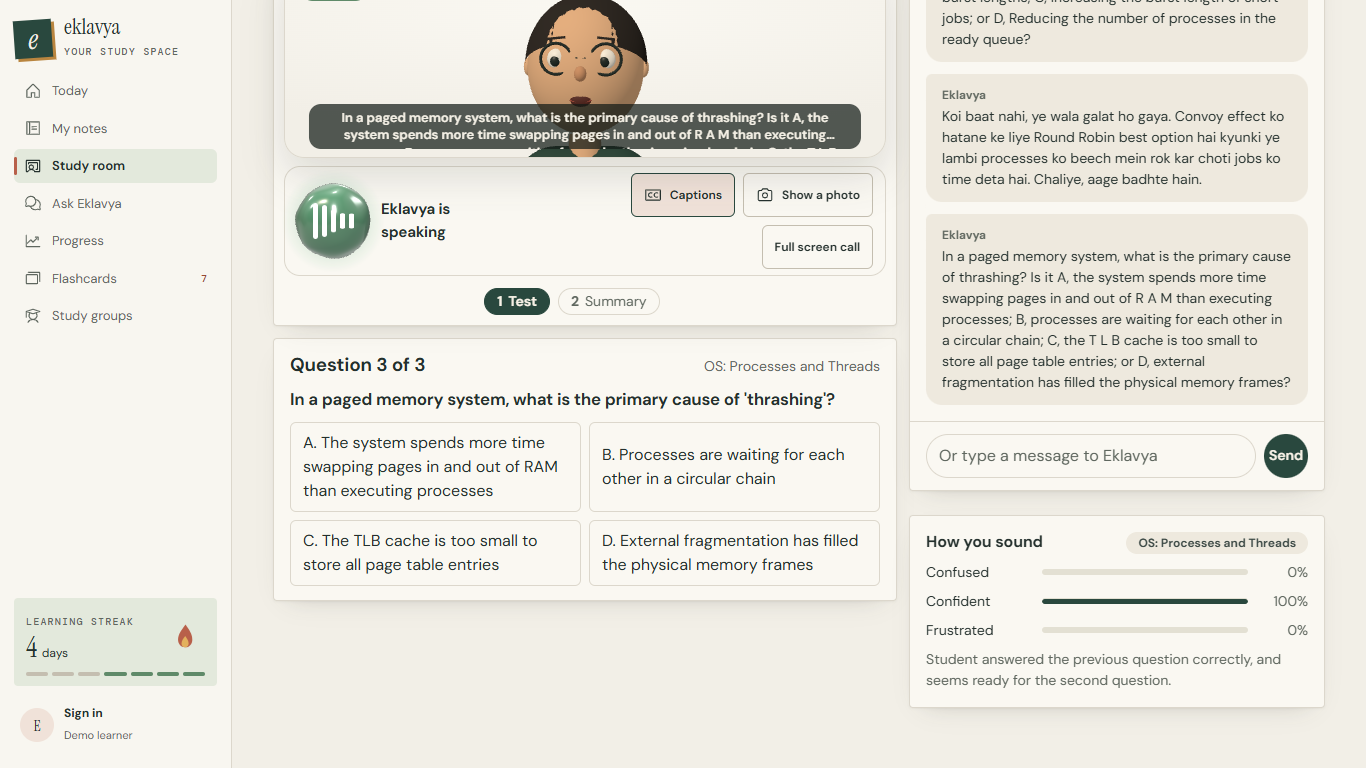 e
eklavya
YOUR STUDY SPACE
Today
My notes
Study room
Ask Eklavya
Progress
Flashcards 7
Study groups
LEARNING STREAK
4 days
E
Sign in
Demo learner
In a paged memory system, what is the primary cause of thrashing? Is it A, the
system spends more time swapping pages in and out of R A M than executing...
Eklavya is
speaking
CC Captions
Show a photo
Full screen call
1 Test
2 Summary
Question 3 of 3
OS: Processes and Threads
In a paged memory system, what is the primary cause of 'thrashing'?
A. The system spends more time
swapping pages in and out of RAM
than executing processes
B. Processes are waiting for each
other in a circular chain
C. The TLB cache is too small to
store all page table entries
D. External fragmentation has filled
the physical memory frames
jobs; or D, Reducing the number of processes in the
ready queue?
Eklavya
Koi baat nahi, ye wala galat ho gaya. Convoy effect ko
hatane ke liye Round Robin best option hai kyunki ye
lambi processes ko beech mein rok kar choti jobs ko
time deta hai. Chaliye, aage badhte hain.
Eklavya
In a paged memory system, what is the primary cause
of thrashing? Is it A, the system spends more time
swapping pages in and out of R A M than executing
processes; B, processes are waiting for each other in
a circular chain; C, the T L B cache is too small to
store all page table entries; or D, external
fragmentation has filled the physical memory frames?
Or type a message to Eklavya
Send
How you sound
OS: Processes and Threads
Confused 0%
Confident 100%
Frustrated 0%
Student answered the previous question correctly, and
seems ready for the second question.